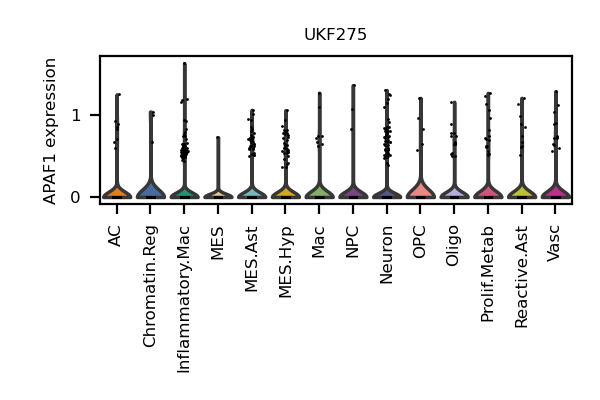 UKF275
APAF1 expression
1
0
AC
Chromatin.Reg
Inflammatory.Mac
MES
MES.Ast
MES.Hyp
Mac
NPC
Neuron
OPC
Oligo
Prolif.Metab
Reactive.Ast
Vasc